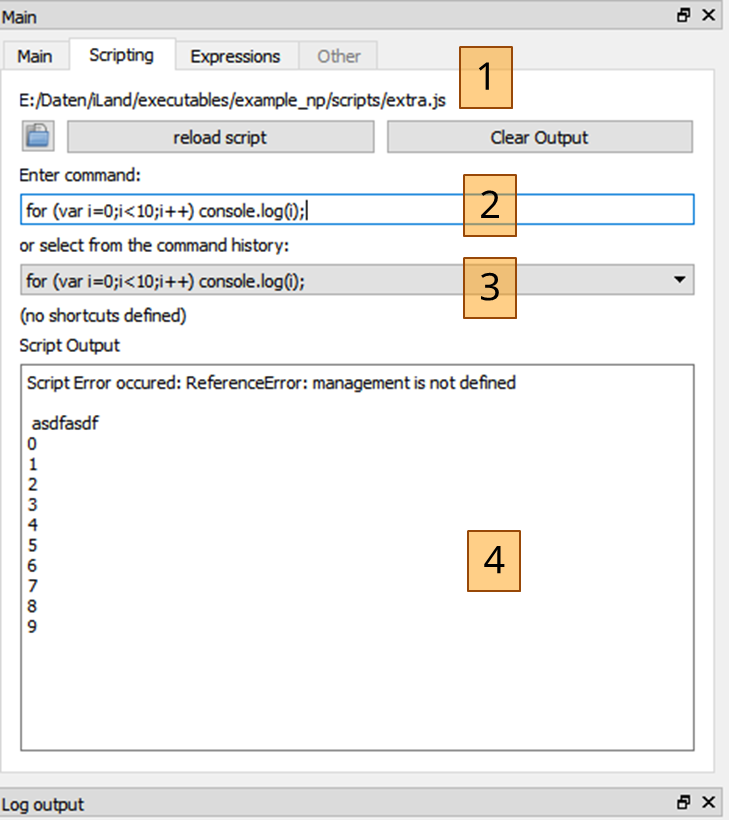 Main
Main Scripting Expressions Other
1
E:/Daten/iLand/executables/example_np/scripts/extra.js
reload script Clear Output
Enter command:
for (var i=0;i<10;i++) console.log(i);
2
or select from the command history:
for (var i=0;i<10;i++) console.log(i);
3
(no shortcuts defined)
Script Output
Script Error occured: ReferenceError: management is not defined
asdfasdf
0
1
2
3
4
5
6
7
8
9
4
Log output